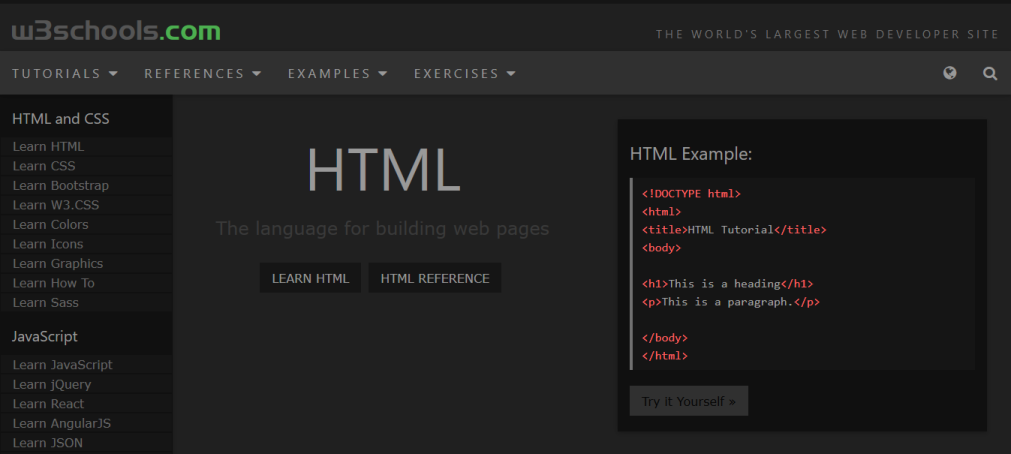 w3schools.com
THE WORLD'S LARGEST WEB DEVELOPER SITE
TUTORIALS REFERENCES EXAMPLES EXERCISES
HTML and CSS
Learn HTML
Learn CSS
Learn Bootstrap
Learn W3.CSS
Learn Colors
Learn Icons
Learn Graphics
Learn How To
Learn Sass
JavaScript
Learn JavaScript
Learn jQuery
Learn React
Learn AngularJS
Learn JSON
HTML
The language for building web pages
LEARN HTML HTML REFERENCE
HTML Example:
<!DOCTYPE html>
<html>
<title>HTML Tutorial</title>
<body>
<h1>This is a heading</h1>
<p>This is a paragraph.</p>
</body>
</html>
Try it Yourself »